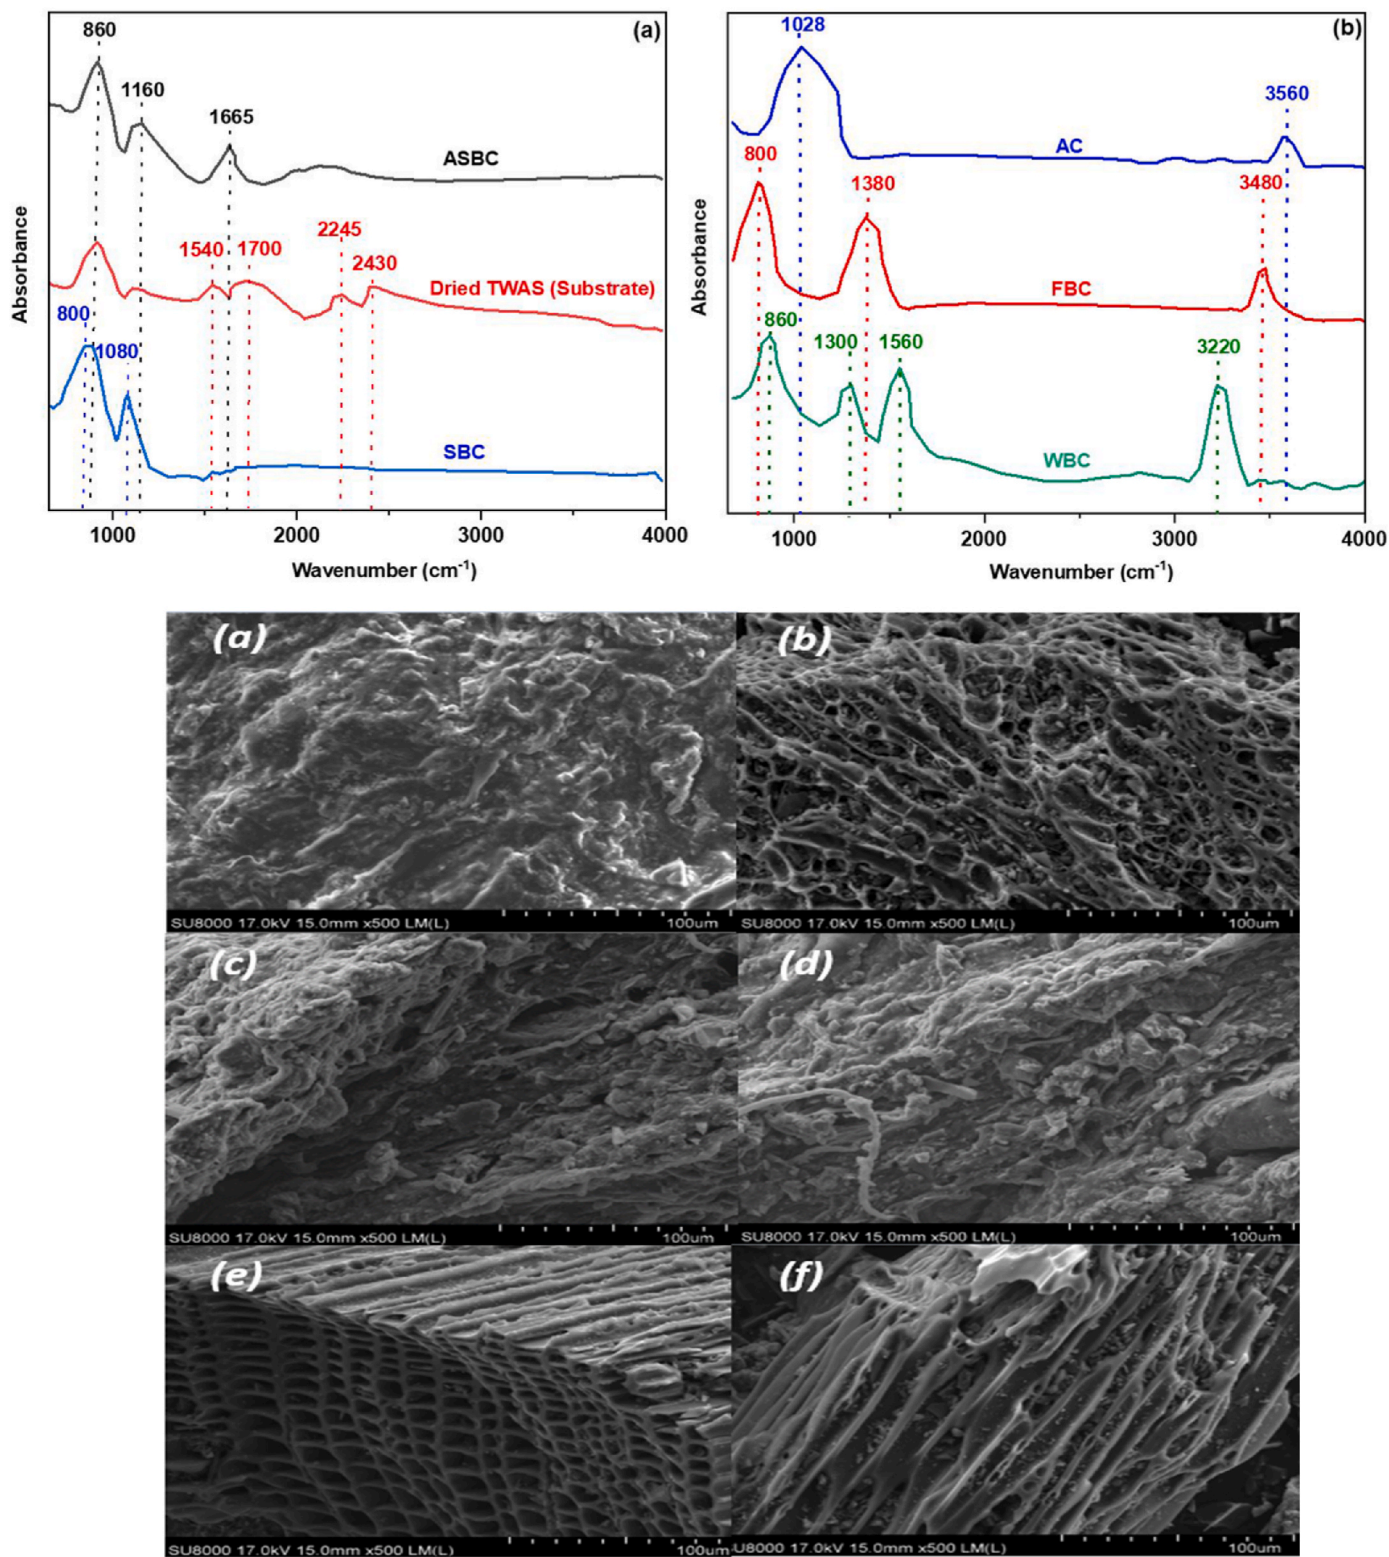 (a)
860
1160
1665
ASBC
1540
1700
2245
2430
Dried TWAS (Substrate)
800
1080
SBC
Absorbance
1000
2000
3000
4000
Wavenumber (cm⁻¹)
(b)
1028
3560
AC
800
1380
3480
FBC
860
1300
1560
3220
WBC
Absorbance
1000
2000
3000
4000
Wavenumber (cm⁻¹)
(a)
SU8000 17.0kV 15.0mm x500 LM(L)
100um
(b)
SU8000 17.0kV 15.0mm x500 LM(L)
100um
(c)
SU8000 17.0kV 15.0mm x500 LM(L)
100um
(d)
SU8000 17.0kV 15.0mm x500 LM(L)
100um
(e)
SU8000 17.0kV 15.0mm x500 LM(L)
100um
(f)
U8000 17.0kV 15.0mm x500 LM(L)
100um